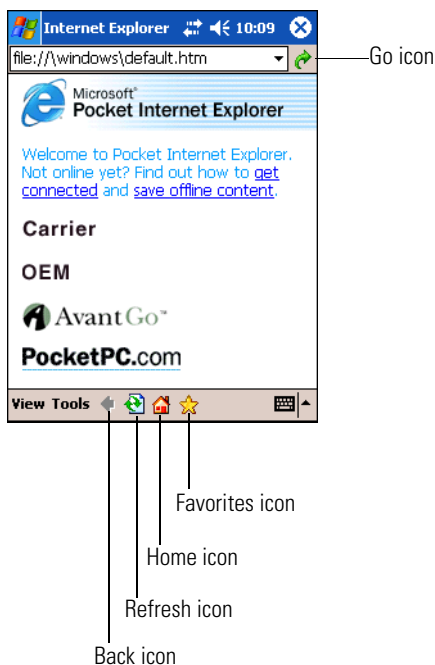 Internet Explorer 10:09
file://\windows\default.htm
Go icon
Microsoft®
Pocket Internet Explorer
Welcome to Pocket Internet Explorer.
Not online yet? Find out how to get
connected and save offline content.
Carrier
OEM
AvantGo™
PocketPC.com
View Tools
Favorites icon
Home icon
Refresh icon
Back icon